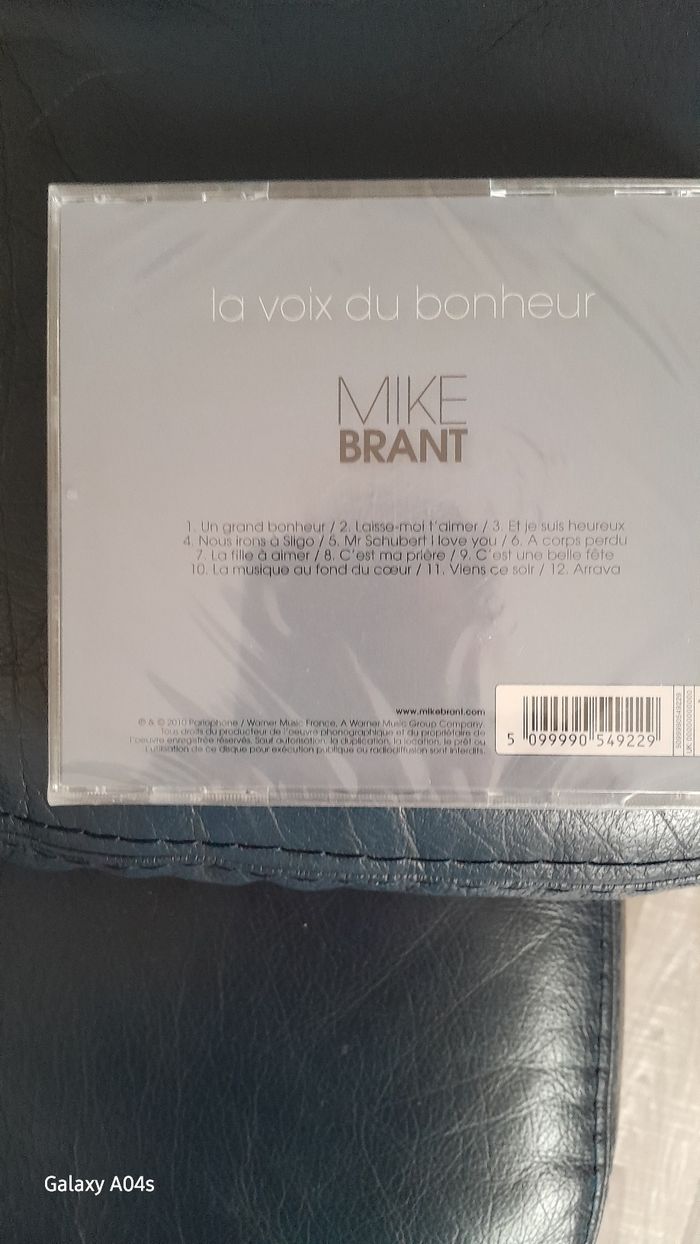 la voix du bonheur
MIKE
BRANT
1. Un grand bonheur / 2. Laisse-moi t'aimer / 3. Et je suis heureux
4. Nous irons à Sligo / 5. Mr Schubert I love you / 6. A corps perdu
7. La fille à aimer / 8. C'est ma prière / 9. C'est une belle fête
10. La musique au fond du cœur / 11. Viens ce soir / 12. Arrava
www.mikebrant.com
℗ & © 2010 Parlophone / Warner Music France, A Warner Music Group Company.
Tous droits du producteur de l'oeuvre phonographique et du propriétaire de
l'oeuvre enregistrée réservés. Sauf autorisation, la duplication, la location, le prêt ou
l'utilisation de ce disque pour exécution publique ou radiodiffusion sont interdits.
5 099990 549229
Galaxy A04s